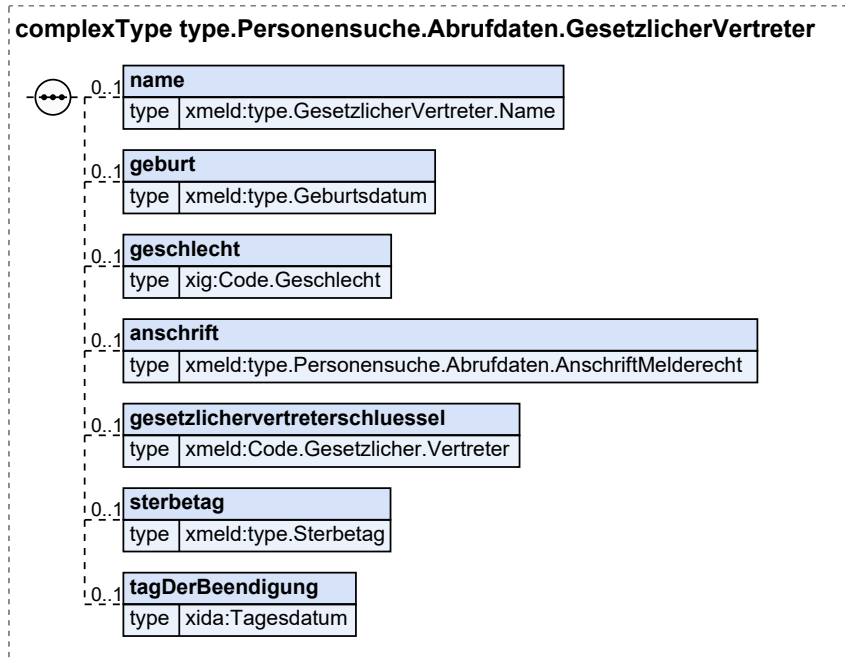 complexType type.Personensuche.Abrufdaten.GesetzlicherVertreter
0..1 name
type xmeld:type.GesetzlicherVertreter.Name
0..1 geburt
type xmeld:type.Geburtsdatum
0..1 geschlecht
type xig:Code.Geschlecht
0..1 anschrift
type xmeld:type.Personensuche.Abrufdaten.AnschriftMelderecht
0..1 gesetzlichervertreterschluessel
type xmeld:Code.Gesetzlicher.Vertreter
0..1 sterbetag
type xmeld:type.Sterbetag
0..1 tagDerBeendigung
type xida:Tagesdatum